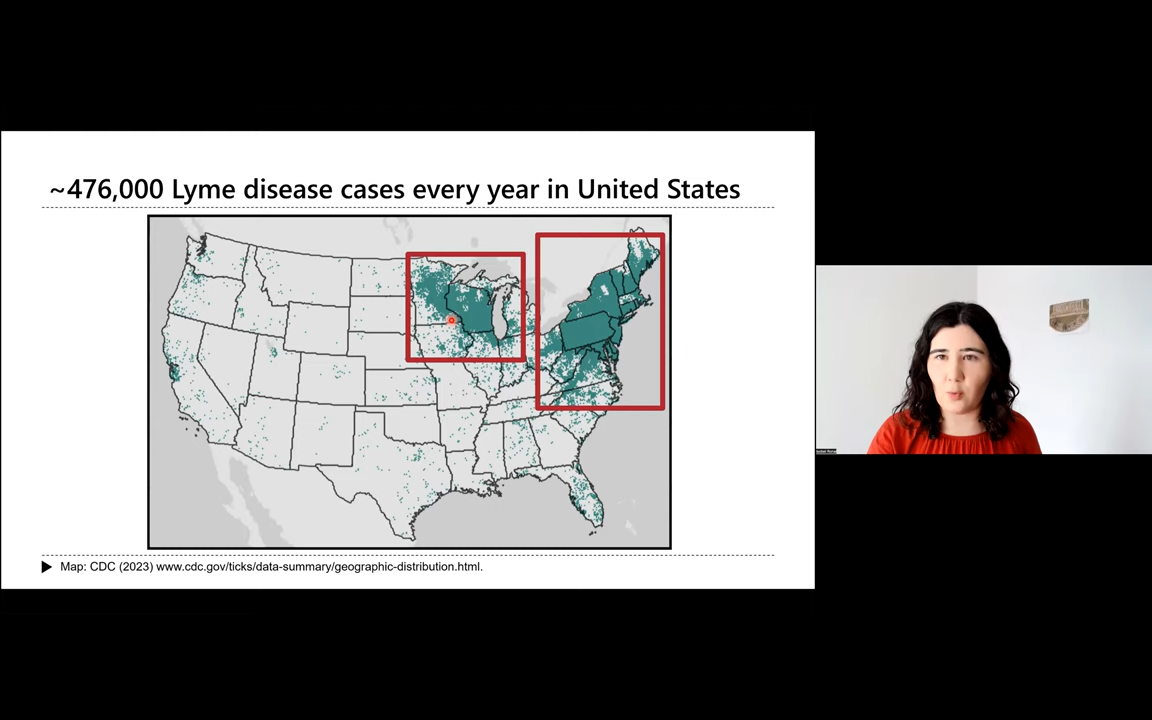 ~476,000 Lyme disease cases every year in United States
Map: CDC (2023) www.cdc.gov/ticks/data-summary/geographic-distribution.html.